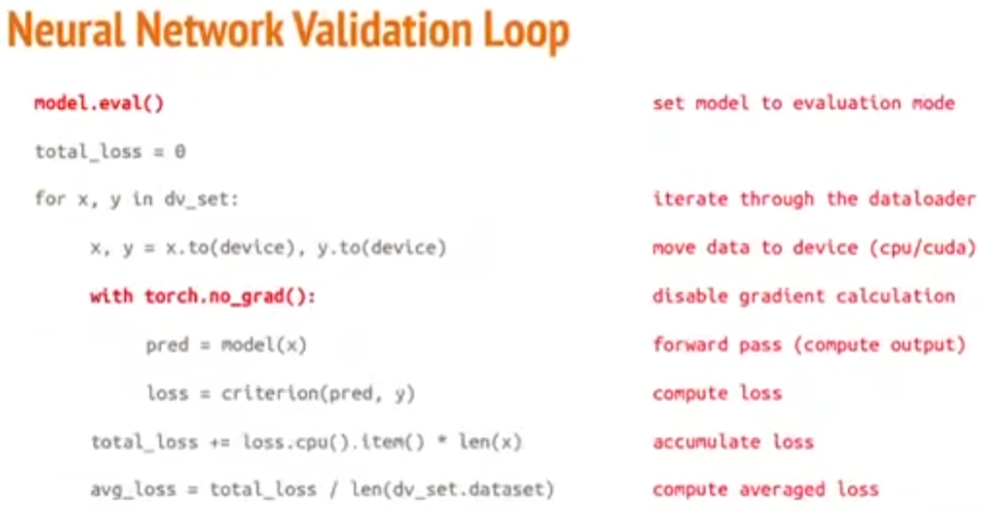 Neural Network Validation Loop
model.eval() set model to evaluation mode
total_loss = 0
for x, y in dv_set: iterate through the dataloader
x, y = x.to(device), y.to(device) move data to device (cpu/cuda)
with torch.no_grad(): disable gradient calculation
pred = model(x) forward pass (compute output)
loss = criterion(pred, y) compute loss
total_loss += loss.cpu().item() * len(x) accumulate loss
avg_loss = total_loss / len(dv_set.dataset) compute averaged loss